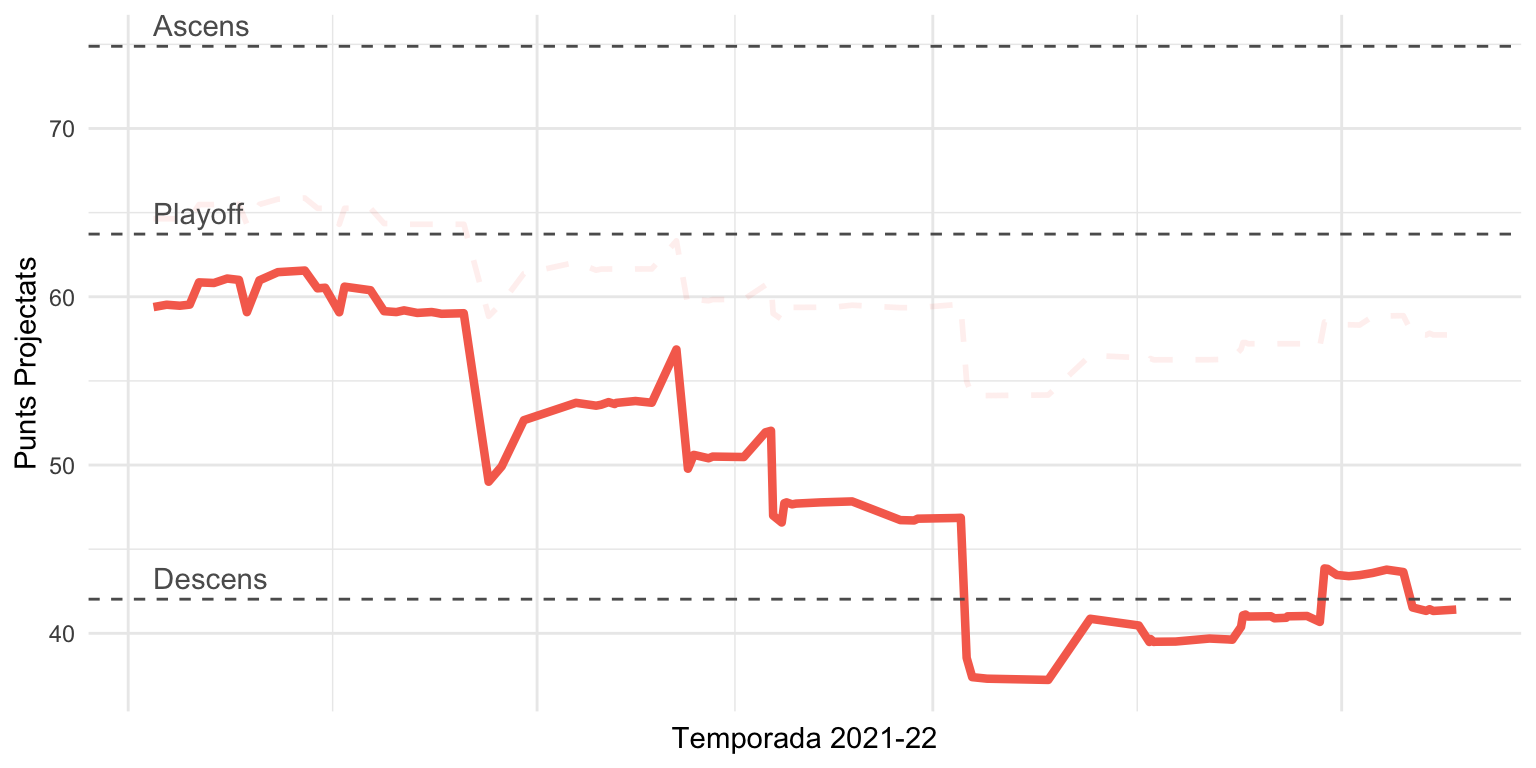 Ascens
70
Playoff
60
Punts Projectats
50
Descens
40
Temporada 2021-22